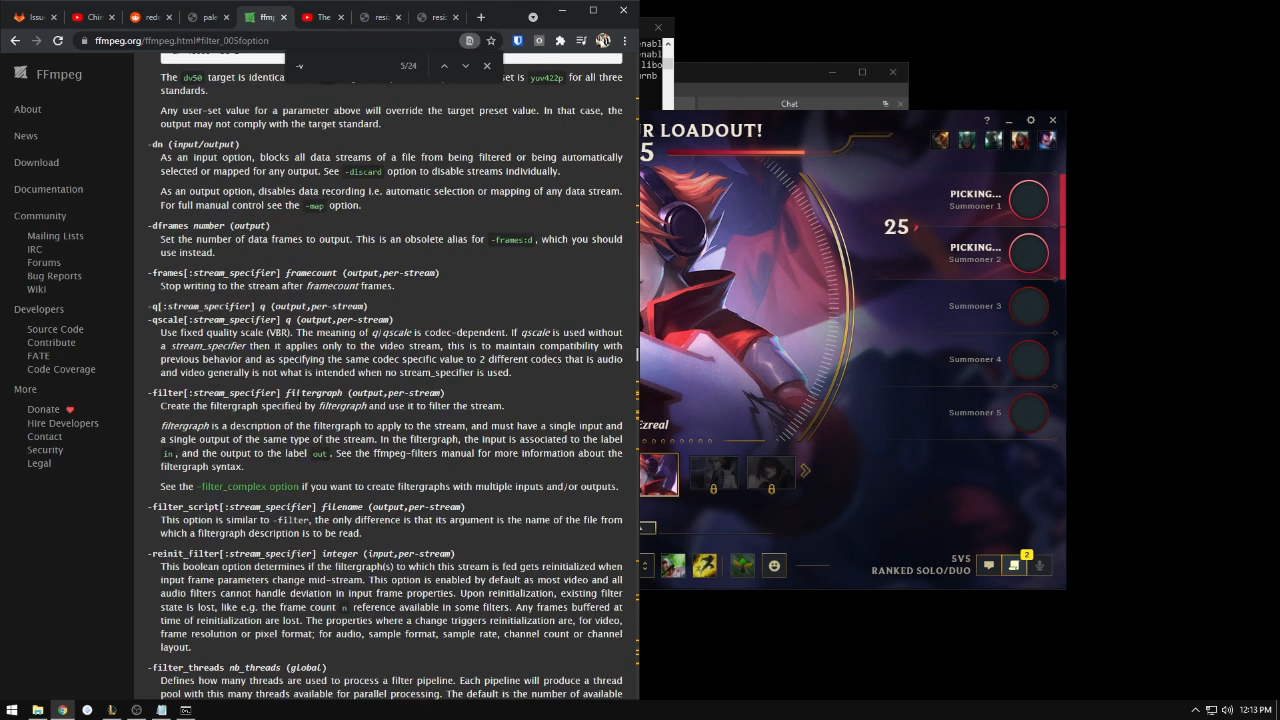 Issu
Chi
redd
pale
ffm
The
resi
resi
ffmpeg.org/ffmpeg.html#filter_005foption
-v
5/24
FFmpeg
About
News
Download
Documentation
Community
Mailing Lists
IRC
Forums
Bug Reports
Wiki
Developers
Source Code
Contribute
FATE
Code Coverage
More
Donate
Hire Developers
Contact
Security
Legal
The dv50 target is identica
set is yuv422p for all three
standards.
Any user-set value for a parameter above will override the target preset value. In that case, the
output may not comply with the target standard.
-dn (input/output)
As an input option, blocks all data streams of a file from being filtered or being automatically
selected or mapped for any output. See -discard option to disable streams individually.
As an output option, disables data recording i.e. automatic selection or mapping of any data stream.
For full manual control see the -map option.
-dframes number (output)
Set the number of data frames to output. This is an obsolete alias for -frames:d, which you should
use instead.
-frames[:stream_specifier] framecount (output,per-stream)
Stop writing to the stream after framecount frames.
-q[:stream_specifier] q (output,per-stream)
-qscale[:stream_specifier] q (output,per-stream)
Use fixed quality scale (VBR). The meaning of q/qscale is codec-dependent. If qscale is used without
a stream_specifier then it applies only to the video stream, this is to maintain compatibility with
previous behavior and as specifying the same codec specific value to 2 different codecs that is audio
and video generally is not what is intended when no stream_specifier is used.
-filter[:stream_specifier] filtergraph (output,per-stream)
Create the filtergraph specified by filtergraph and use it to filter the stream.
filtergraph is a description of the filtergraph to apply to the stream, and must have a single input and
a single output of the same type of the stream. In the filtergraph, the input is associated to the label
in, and the output to the label out. See the ffmpeg-filters manual for more information about the
filtergraph syntax.
See the -filter_complex option if you want to create filtergraphs with multiple inputs and/or outputs.
-filter_script[:stream_specifier] filename (output,per-stream)
This option is similar to -filter, the only difference is that its argument is the name of the file from
which a filtergraph description is to be read.
-reinit_filter[:stream_specifier] integer (input,per-stream)
This boolean option determines if the filtergraph(s) to which this stream is fed gets reinitialized when
input frame parameters change mid-stream. This option is enabled by default as most video and all
audio filters cannot handle deviation in input frame properties. Upon reinitialization, existing filter
state is lost, like e.g. the frame count n reference available in some filters. Any frames buffered at
time of reinitialization are lost. The properties where a change triggers reinitialization are, for video,
frame resolution or pixel format; for audio, sample format, sample rate, channel count or channel
layout.
-filter_threads nb_threads (global)
Defines how many threads are used to process a filter pipeline. Each pipeline will produce a thread
pool with this many threads available for parallel processing. The default is the number of available
enabl
enabl
libo
urnb
Chat
R LOADOUT!
5
PICKING...
Summoner 1
25
PICKING...
Summoner 2
Summoner 3
Summoner 4
Summoner 5
Ezreal
5V5
RANKED SOLO/DUO
2
12:13 PM